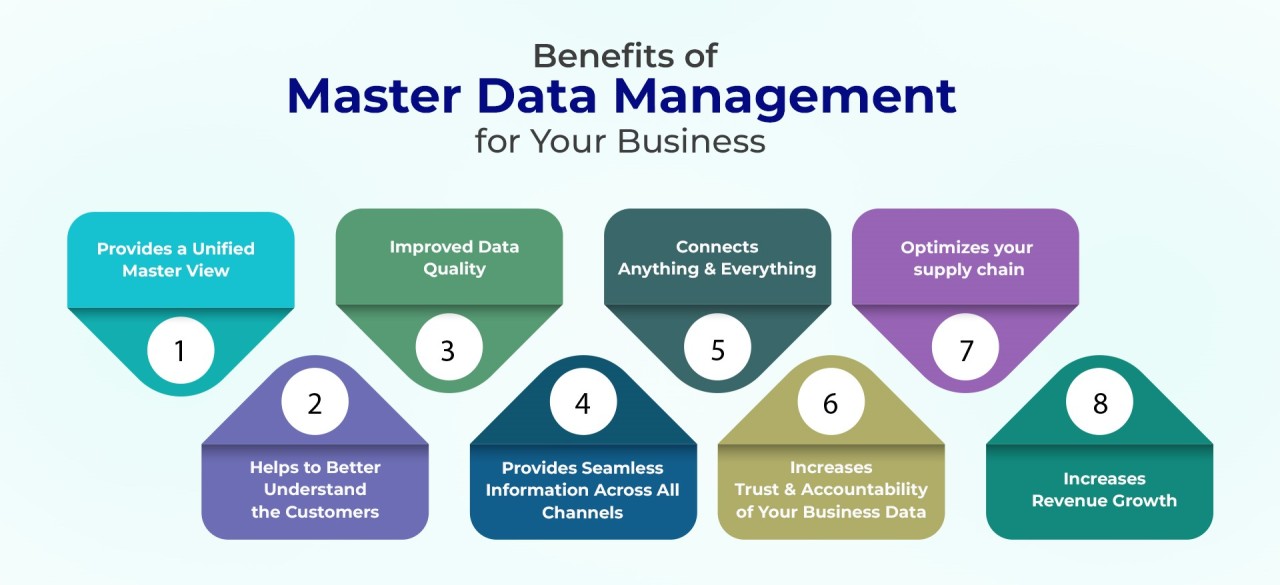 Benefits of
Master Data Management
for Your Business
Provides a Unified
Master View
1
2
Helps to Better
Understand
the Customers
Improved Data
Quality
3
4
Provides Seamless
Information Across All
Channels
Connects
Anything & Everything
5
6
Increases
Trust & Accountability
of Your Business Data
Optimizes your
supply chain
7
8
Increases
Revenue Growth